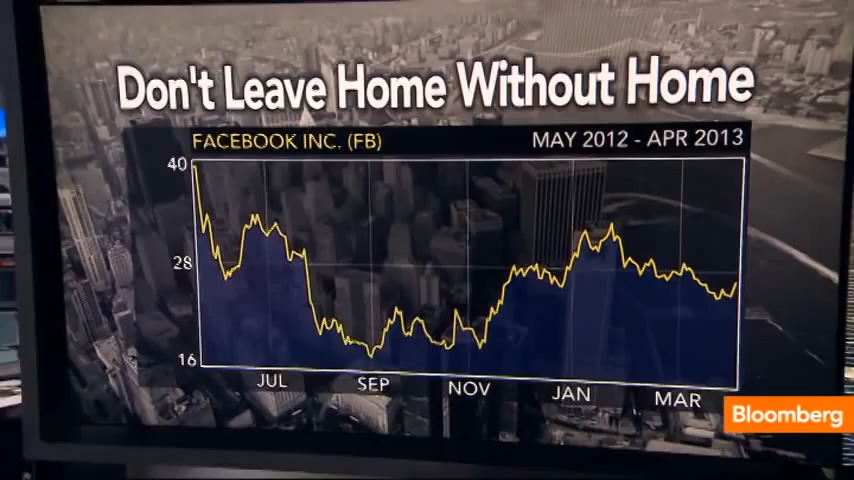 Don't Leave Home Without Home
FACEBOOK INC. (FB) MAY 2012 - APR 2013
40
28
16
JUL SEP NOV JAN MAR
Bloomberg